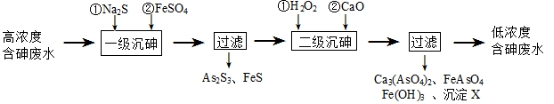 ①Na₂S ②FeSO₄ ①H₂O₂ ②CaO
高浓度 含砷废水 一级沉砷 过滤 二级沉砷 过滤 低浓度 含砷废水
As₂S₃、FeS Ca₃(AsO₄)₂、FeAsO₄
Fe(OH)₃ 、沉淀 X